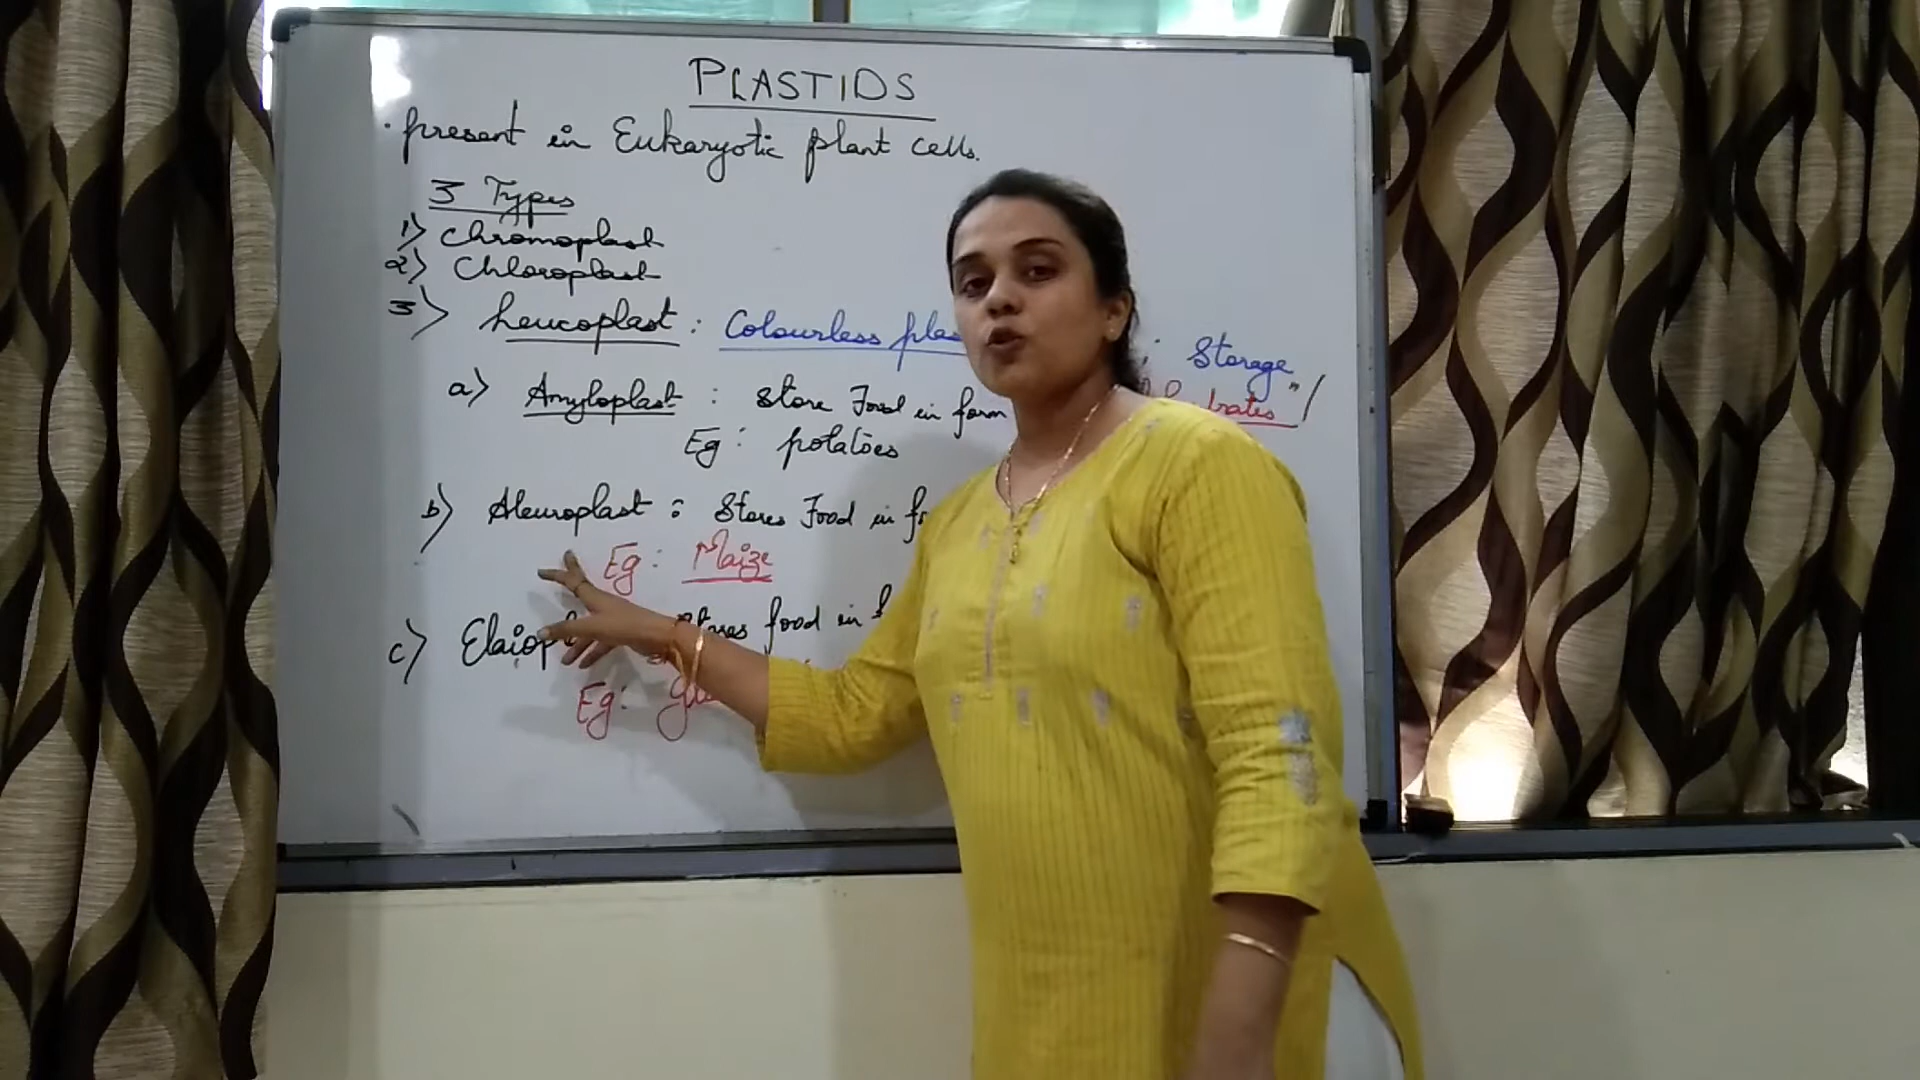 PLASTIDS
· present in Eukaryotic plant cells.
3 Types
1) Chromoplast
2) Chloroplast
3) Leucoplast : Colourless : Storage
a) Amyloplast : Store Food in form
Eg : potatoes
b) Aleuroplast : Stores Food in
Eg : Maize
c) food in
Eg :